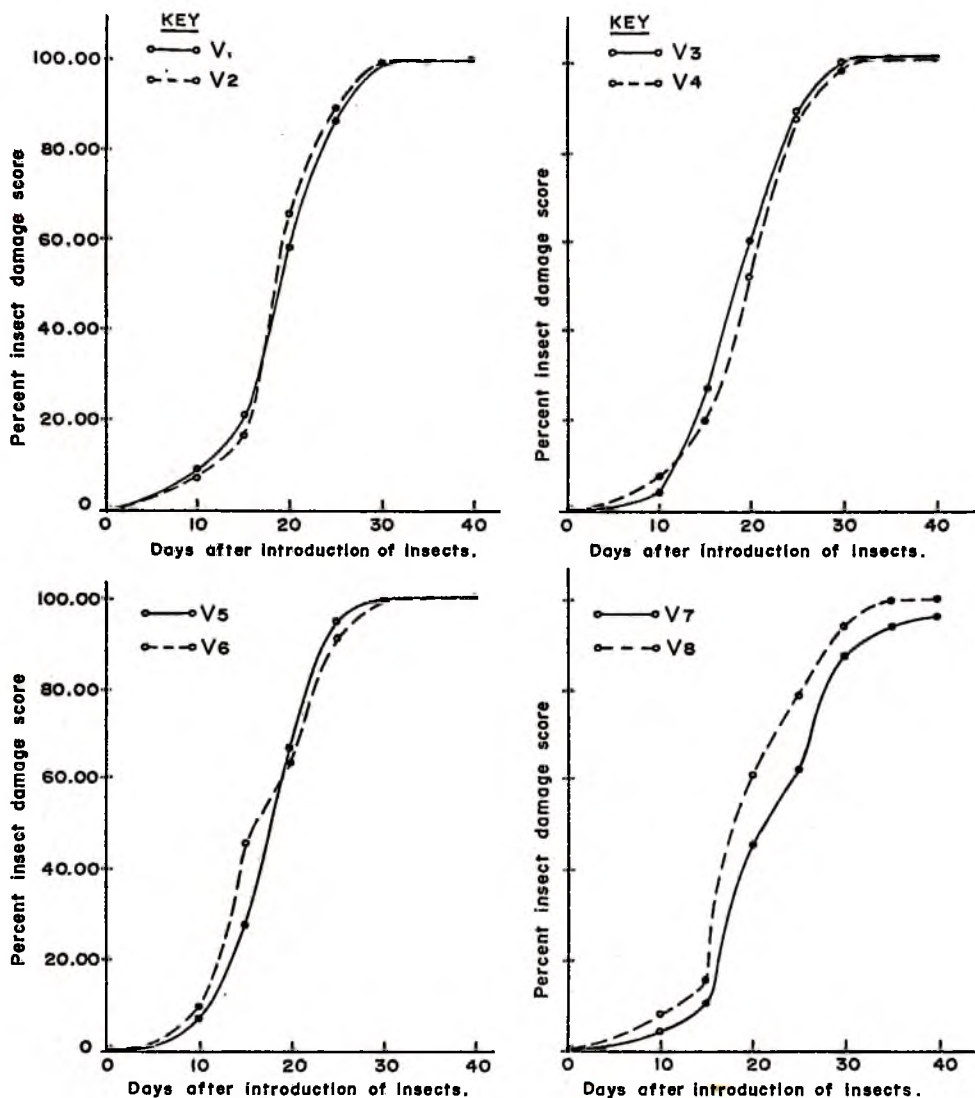 KEY
V1
V2
100.00
80.00
60.00
40.00
20.00
0
10
20
30
40
Percent insect damage score
Days after introduction of insects.
KEY
V3
V4
0
10
20
30
40
Percent insect damage score
Days after introduction of insects.
V5
V6
100.00
80.00
60.00
40.00
20.00
0
0
10
20
30
40
Percent insect damage score
Days after introduction of insects.
V7
V8
0
10
20
30
40
Percent insect damage score
Days after introduction of insects.